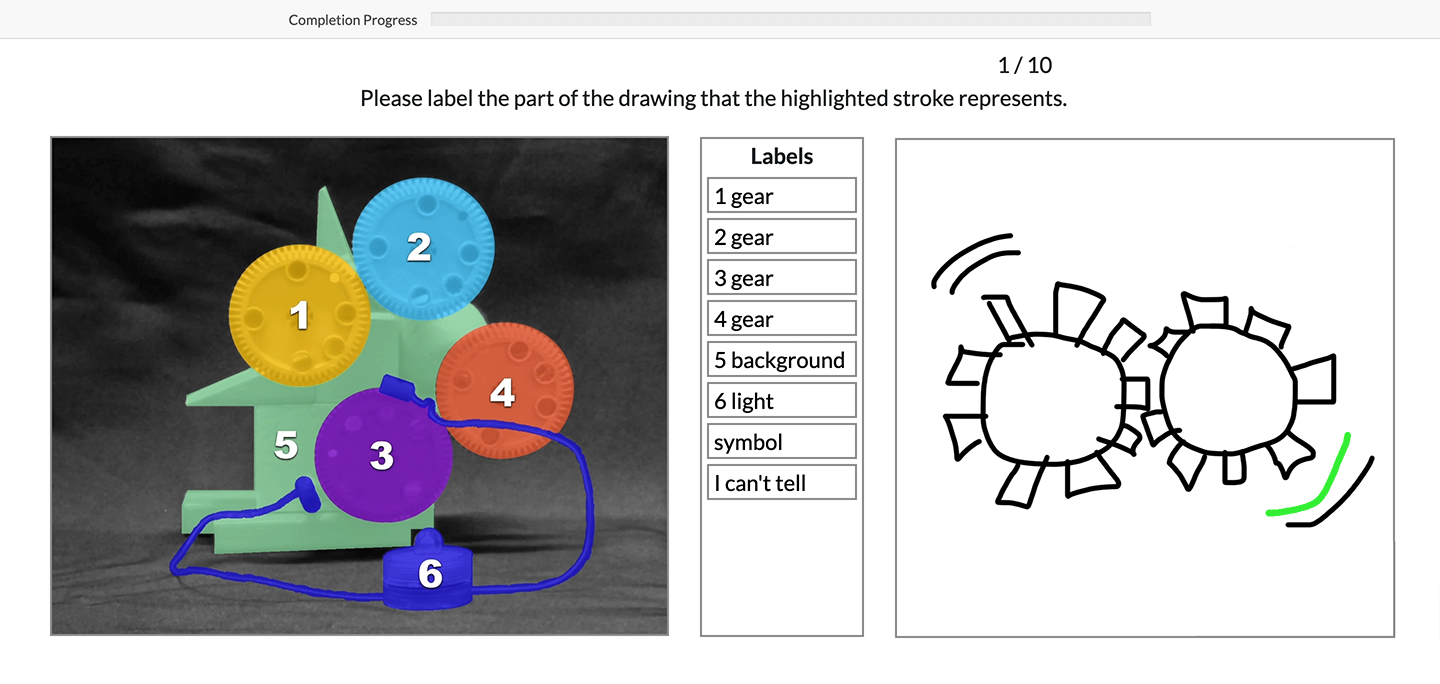 Completion Progress
1 / 10
Please label the part of the drawing that the highlighted stroke represents.
1
2
3
4
5
6
Labels
1 gear
2 gear
3 gear
4 gear
5 background
6 light
symbol
I can't tell